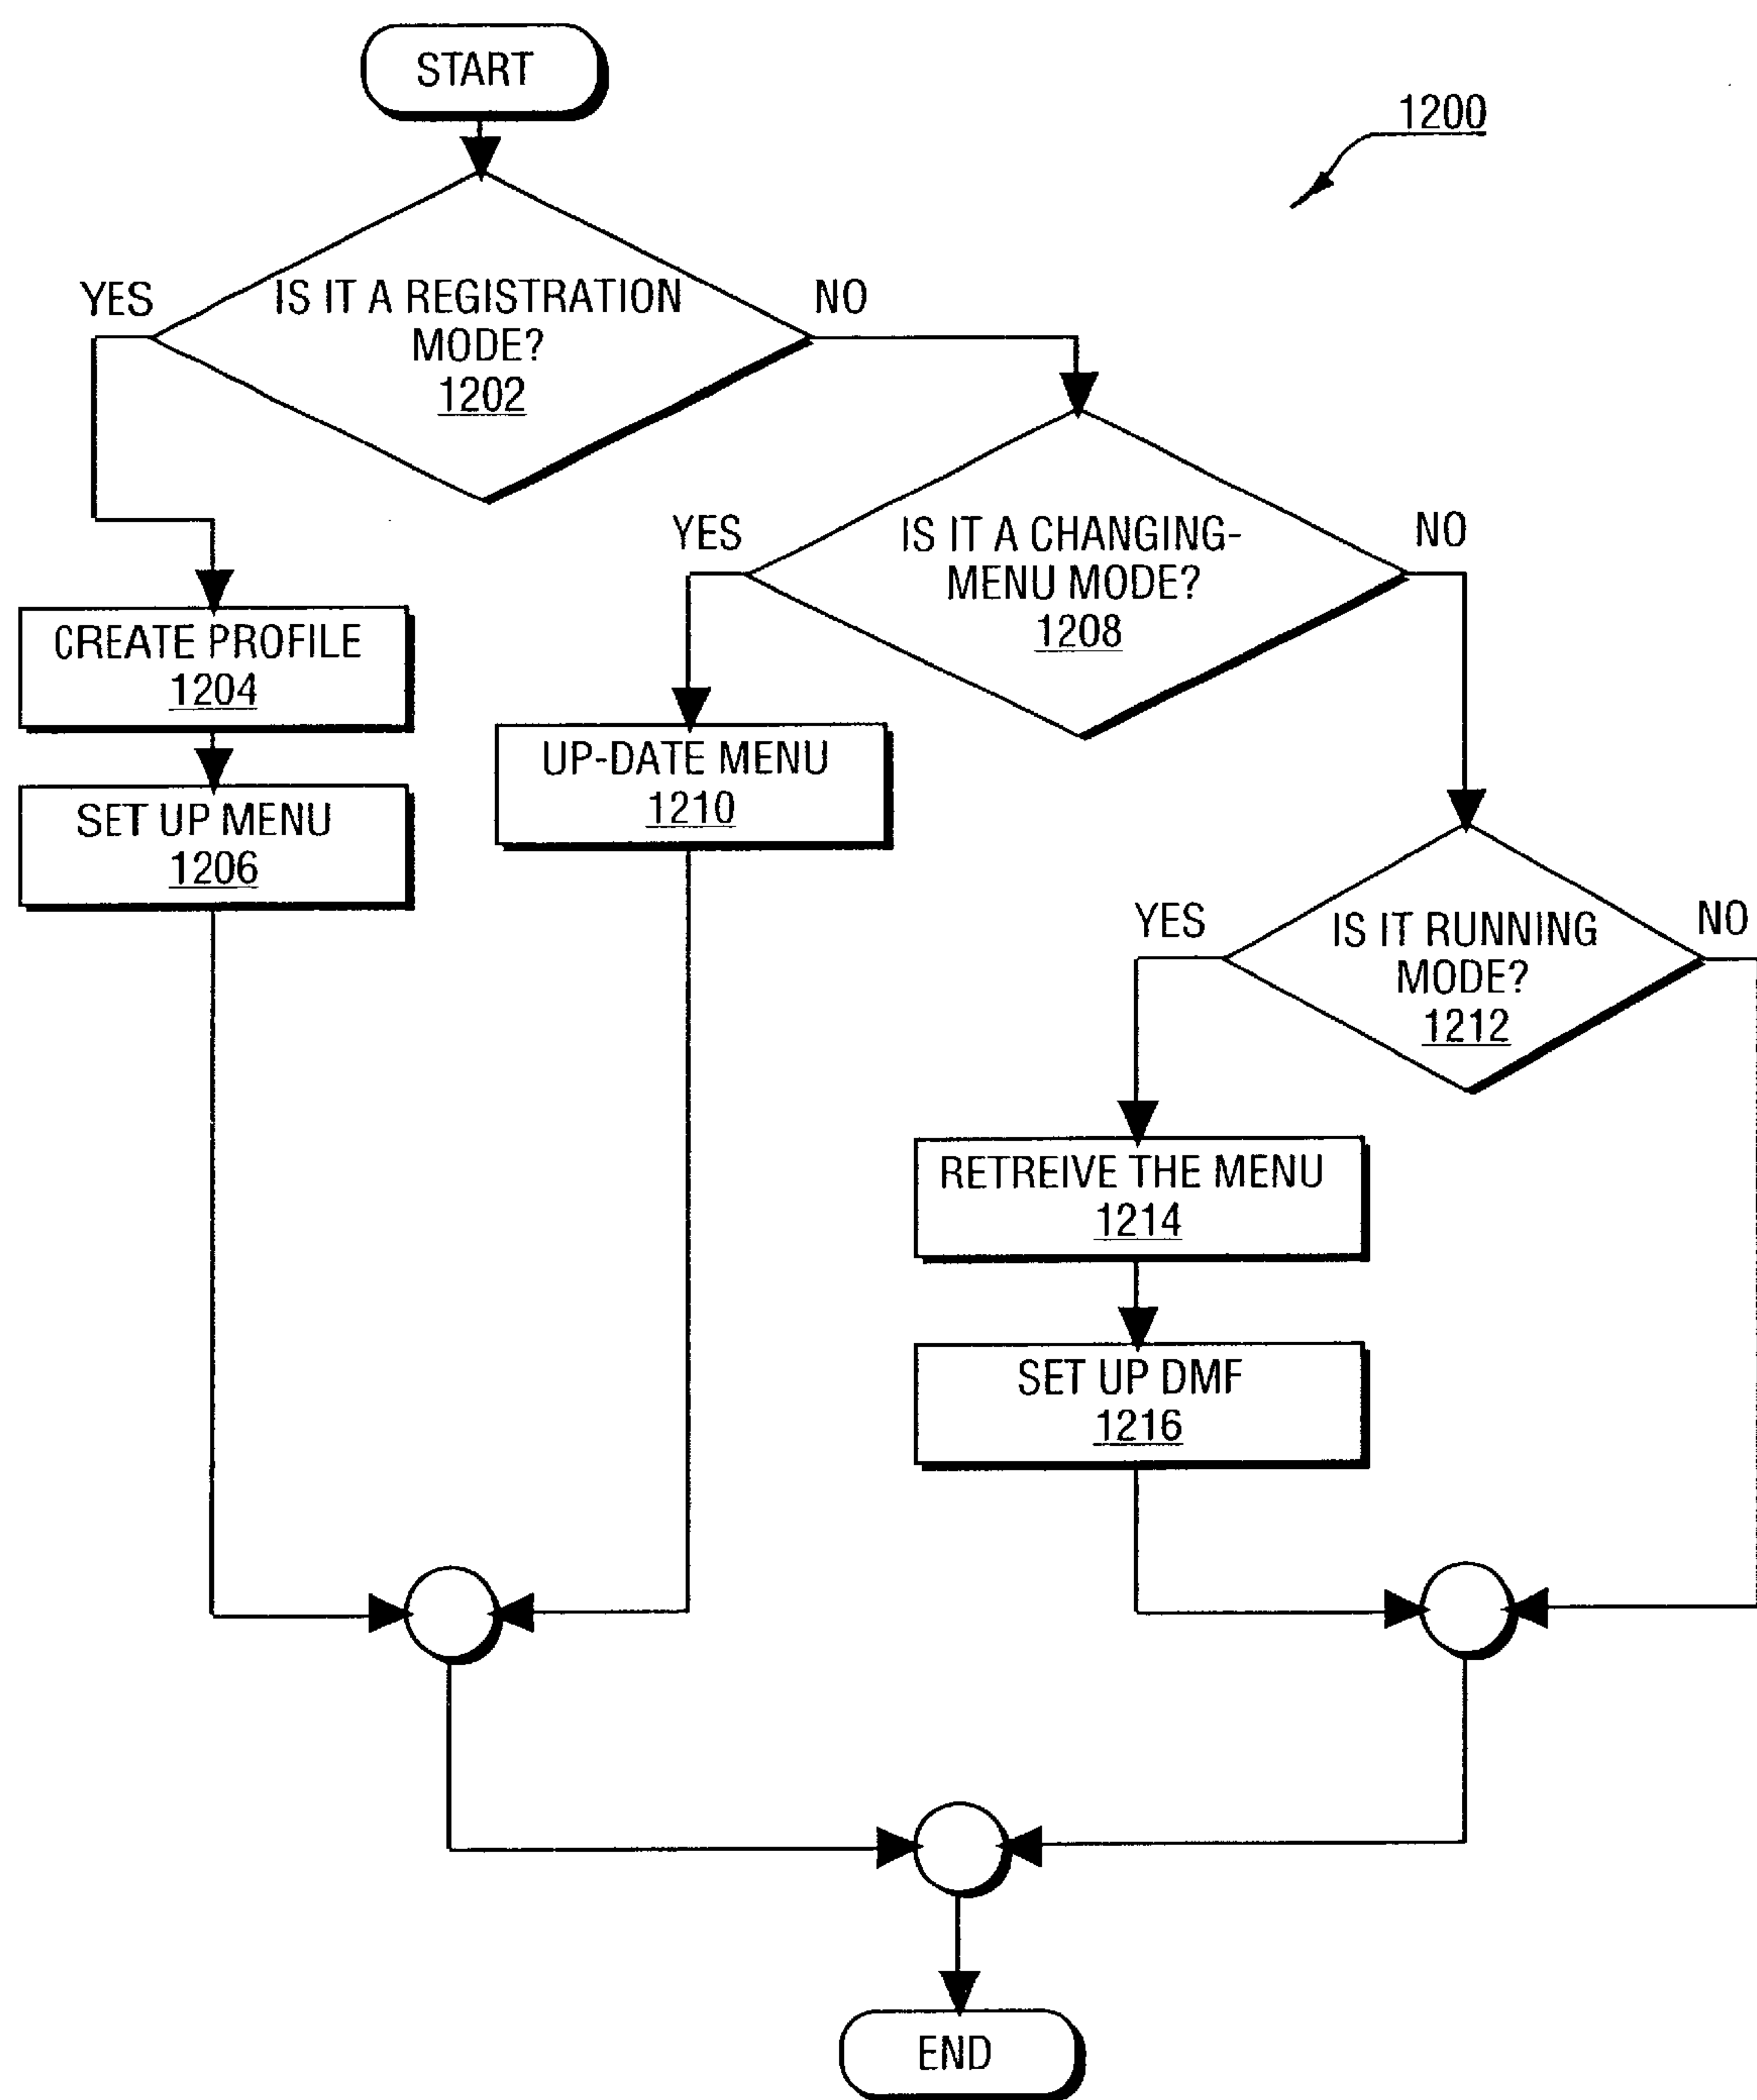 START
1200
YES
IS IT A REGISTRATION
MODE?
1202
NO
YES
IS IT A CHANGING-
MENU MODE?
1208
NO
CREATE PROFILE
1204
SET UP MENU
1206
UP-DATE MENU
1210
YES
IS IT RUNNING
MODE?
1212
NO
RETREIVE THE MENU
1214
SET UP DMF
1216
END